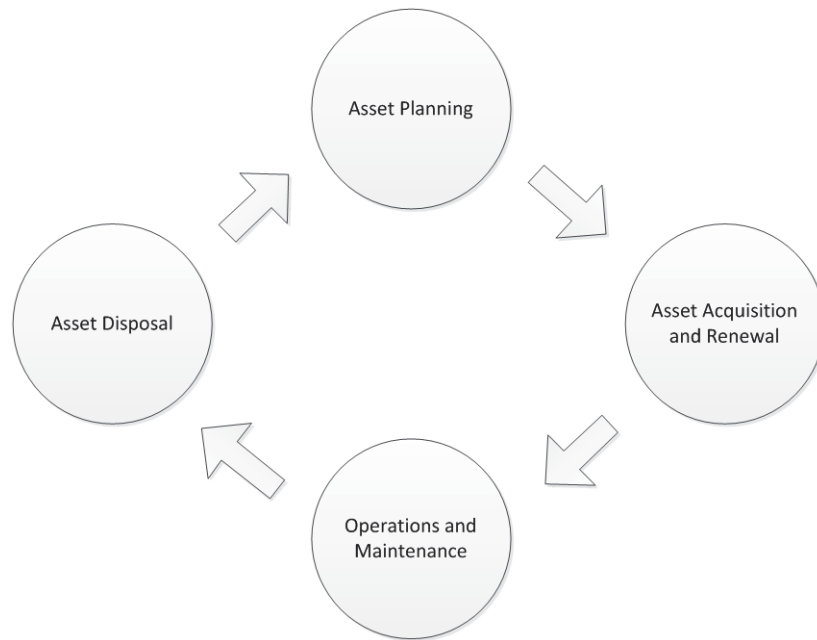 Asset Planning
Asset Acquisition
and Renewal
Operations and
Maintenance
Asset Disposal